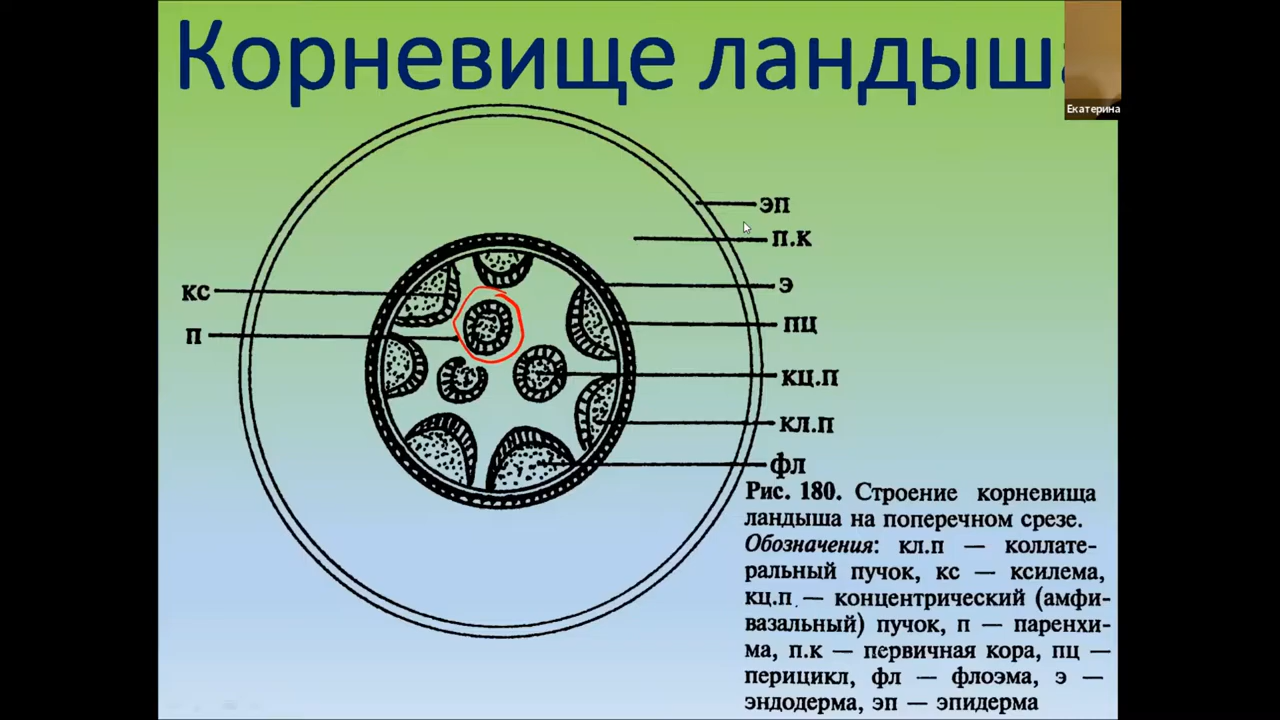 Корневище ландыша
Екатерина
эп
п.к
э
кс
пц
п
кц.п
кл.п
фл
Рис. 180. Строение корневища
ландыша на поперечном срезе.
Обозначения: кл.п — коллате-
ральный пучок, кс — ксилема,
кц.п — концентрический (амфи-
вазальный) пучок, п — паренхи-
ма, п.к — первичная кора, пц —
перицикл, фл — флоэма, э —
эндодерма, эп — эпидерма